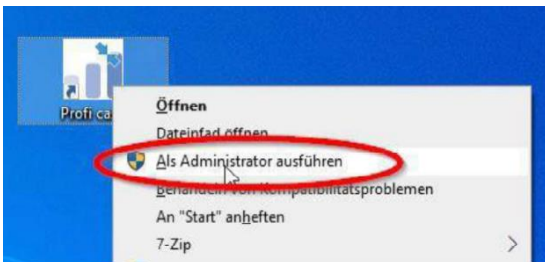 Profi ca
Öffnen
Dateipfad öffnen
Als Administrator ausführen
Behandeln von Kompatibilitätsproblemen
An "Start" anheften
7-Zip